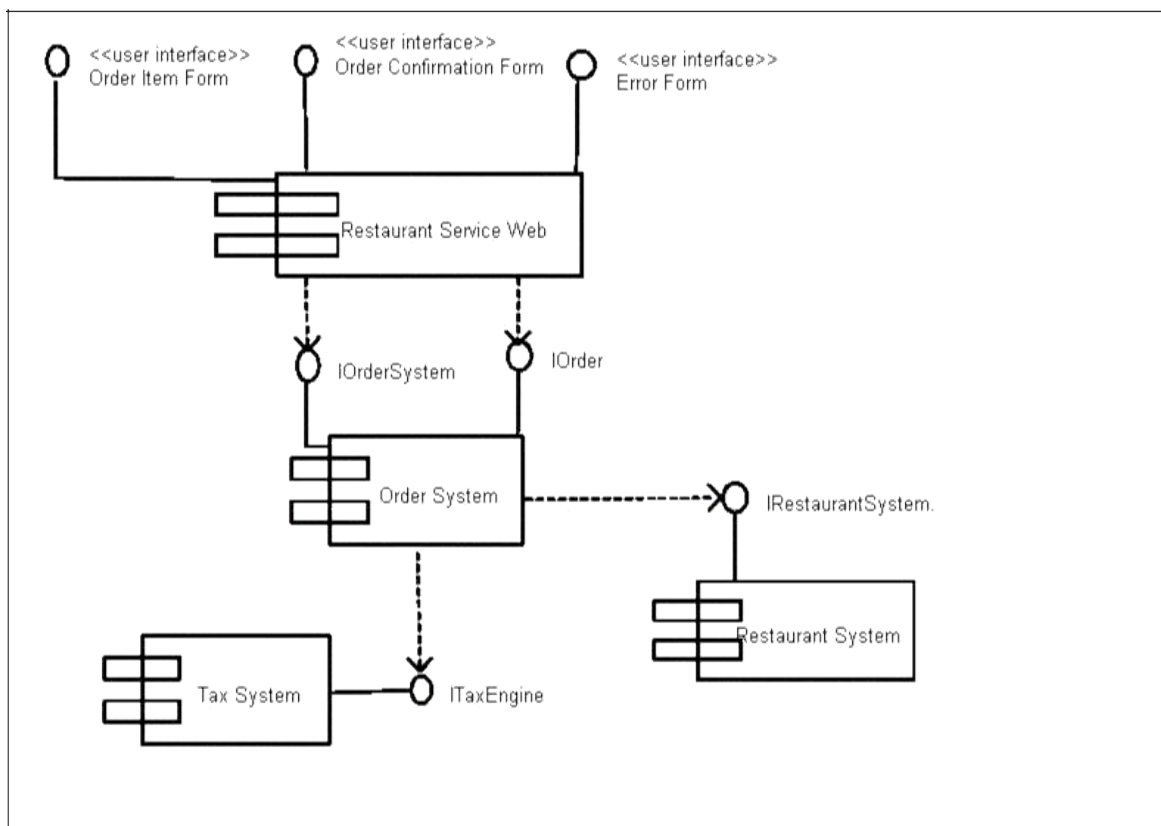 <<user interface>>
Order Item Form
<<user interface>>
Order Confirmation Form
<<user interface>>
Error Form
Restaurant Service Web
IOrderSystem
IOrder
Order System
IRestaurantSystem.
Restaurant System
Tax System
ITaxEngine